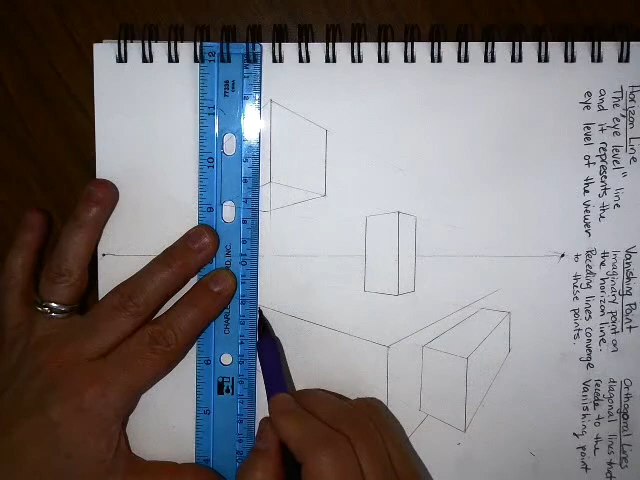 Horizon Line
The "eye level" line
and it represents the
eye level of the viewer
Vanishing Point
Imaginary point on
the horizon line.
Receding lines converge
to these points.
Orthogonal Lines
diagonal lines that
recede to the
vanishing point